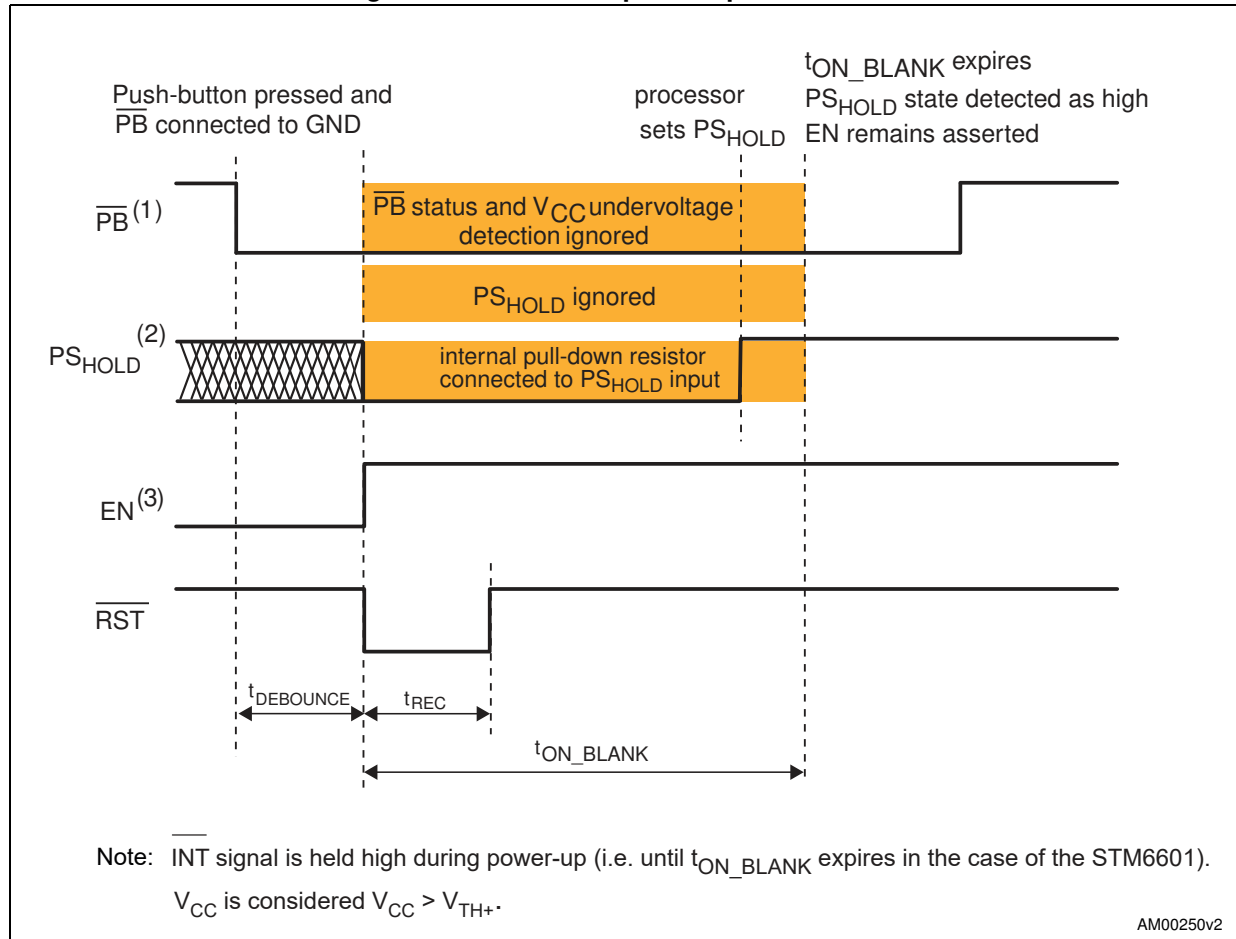 Push-button pressed and
PB connected to GND
processor
sets PSHOLD
tON_BLANK expires
PSHOLD state detected as high
EN remains asserted
PB(1)
PB status and VCC undervoltage
detection ignored
PSHOLD ignored
PSHOLD(2)
internal pull-down resistor
connected to PSHOLD input
EN(3)
RST
tDEBOUNCE
tREC
tON_BLANK
Note: INT signal is held high during power-up (i.e. until tON_BLANK expires in the case of the STM6601).
VCC is considered VCC > VTH+.
AM00250v2